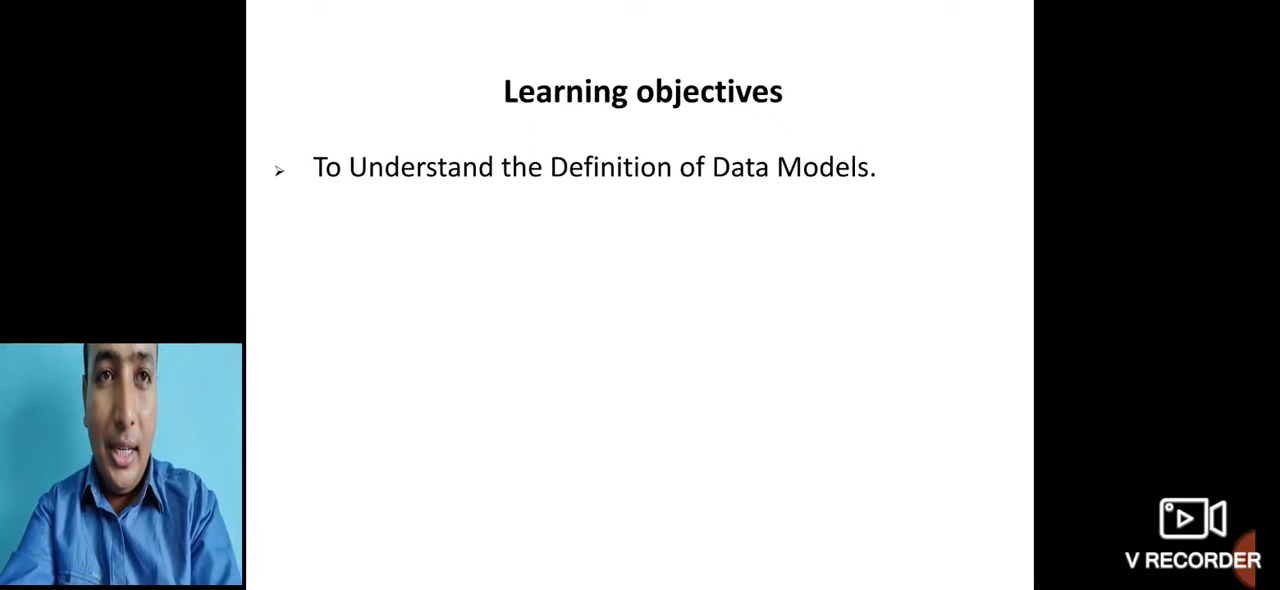 Learning objectives
To Understand the Definition of Data Models.
V RECORDER